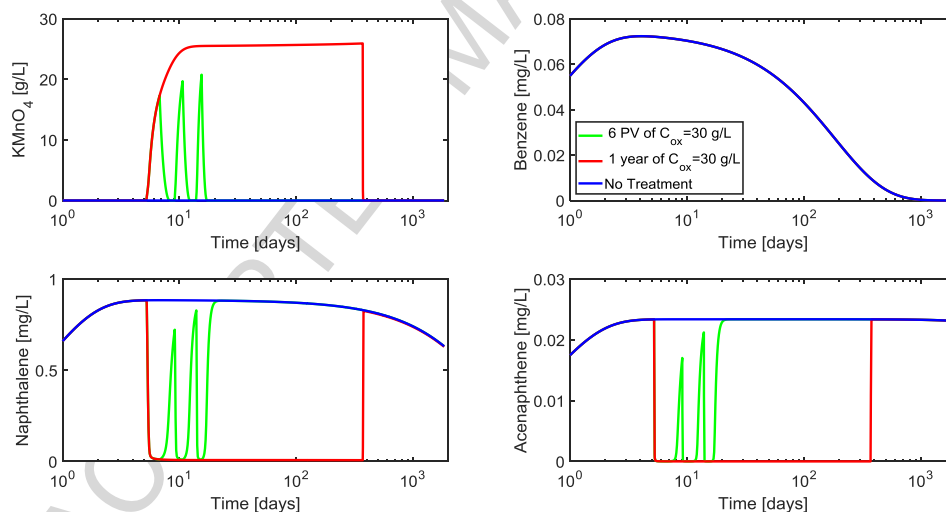 30
20
10
0
KMnO4 [g/L]
10^0
10^1
10^2
10^3
Time [days]
0.08
0.06
0.04
0.02
0
Benzene [mg/L]
6 PV of Cox=30 g/L
1 year of Cox=30 g/L
No Treatment
10^0
10^1
10^2
10^3
Time [days]
1
0.5
0
Naphthalene [mg/L]
10^0
10^1
10^2
10^3
Time [days]
0.03
0.02
0.01
0
Acenaphthene [mg/L]
10^0
10^1
10^2
10^3
Time [days]